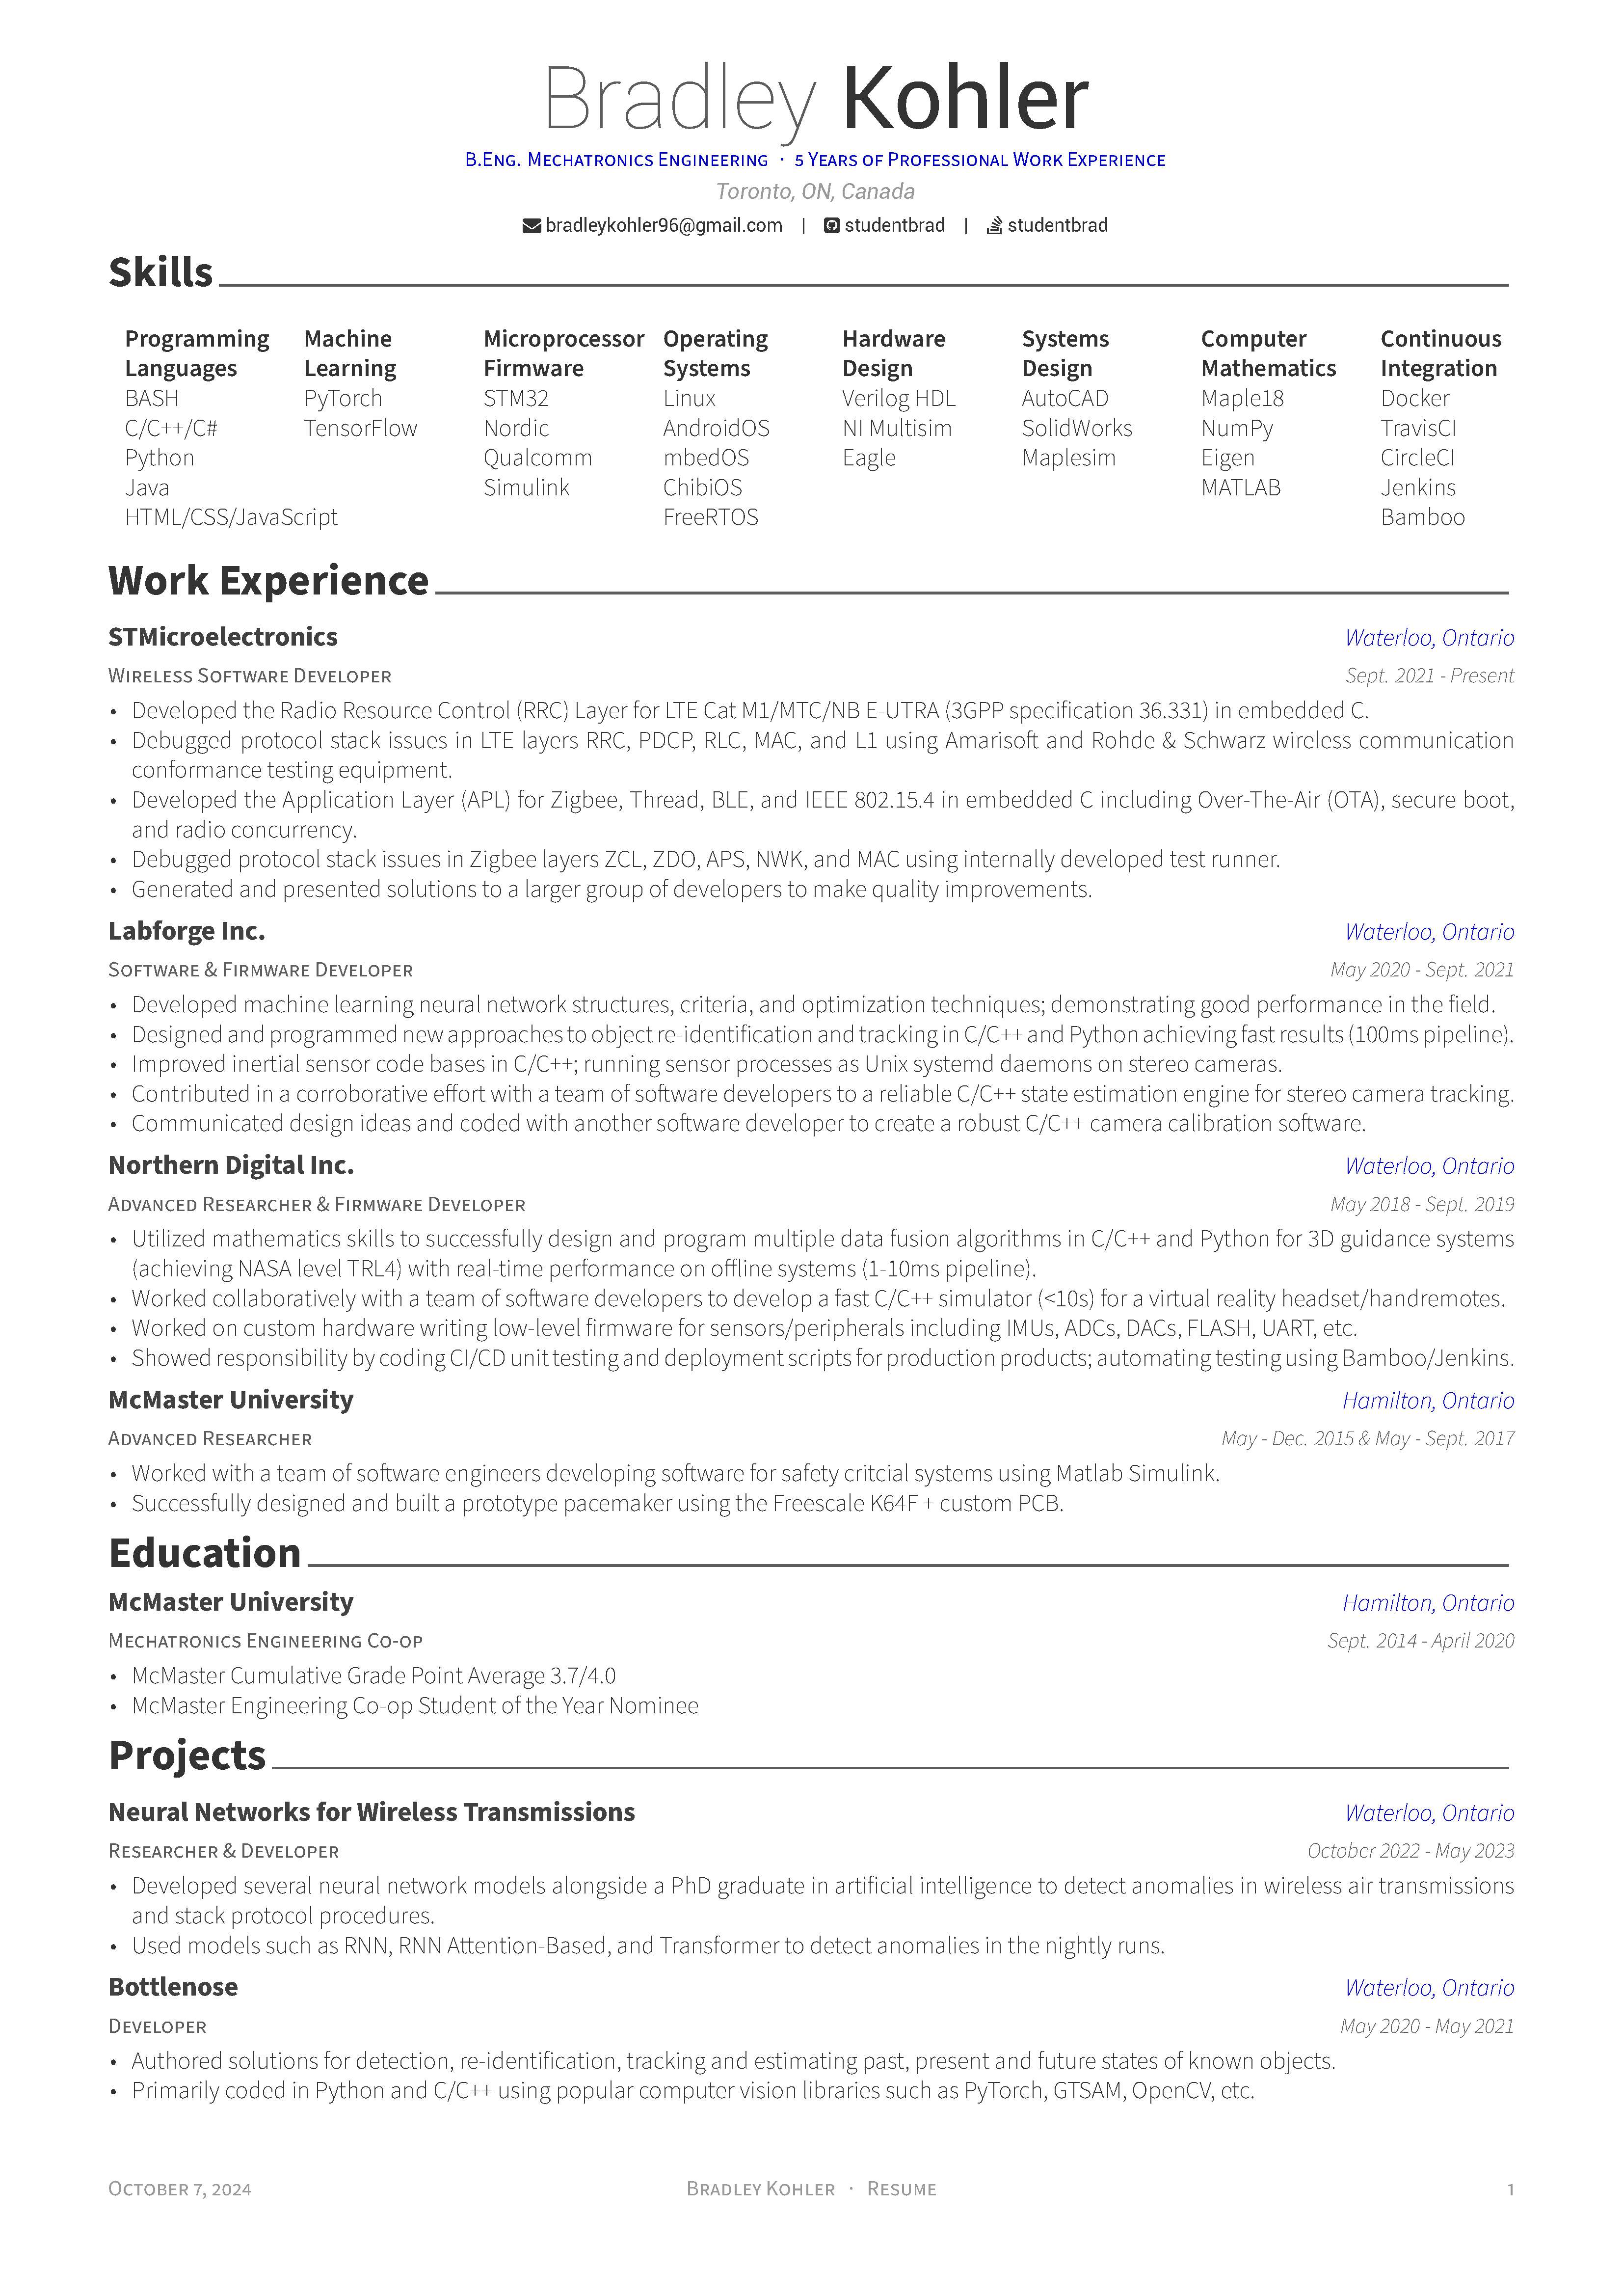 Bradley Kohler
B.Eng. Mechatronics Engineering · 5 Years of Professional Work Experience
Toronto, ON, Canada
bradleykohler96@gmail.com | studentbrad | studentbrad
Skills
Programming Machine Microprocessor Operating Hardware Systems Computer Continuous
Languages Learning Firmware Systems Design Design Mathematics Integration
BASH PyTorch STM32 Linux Verilog HDL AutoCAD Maple18 Docker
C/C++/C# TensorFlow Nordic AndroidOS NI Multisim SolidWorks NumPy TravisCI
Python Qualcomm mbedOS Eagle Maplesim Eigen CircleCI
Java Simulink ChibiOS MATLAB Jenkins
HTML/CSS/JavaScript FreeRTOS Bamboo
Work Experience
STMicroelectronics Waterloo, Ontario
Wireless Software Developer Sept. 2021 - Present
• Developed the Radio Resource Control (RRC) Layer for LTE Cat M1/MTC/NB E-UTRA (3GPP specification 36.331) in embedded C.
• Debugged protocol stack issues in LTE layers RRC, PDCP, RLC, MAC, and L1 using Amarisoft and Rohde & Schwarz wireless communication
conformance testing equipment.
• Developed the Application Layer (APL) for Zigbee, Thread, BLE, and IEEE 802.15.4 in embedded C including Over-The-Air (OTA), secure boot,
and radio concurrency.
• Debugged protocol stack issues in Zigbee layers ZCL, ZDO, APS, NWK, and MAC using internally developed test runner.
• Generated and presented solutions to a larger group of developers to make quality improvements.
Labforge Inc. Waterloo, Ontario
Software & Firmware Developer May 2020 - Sept. 2021
• Developed machine learning neural network structures, criteria, and optimization techniques; demonstrating good performance in the field.
• Designed and programmed new approaches to object re-identification and tracking in C/C++ and Python achieving fast results (100ms pipeline).
• Improved inertial sensor code bases in C/C++; running sensor processes as Unix systemd daemons on stereo cameras.
• Contributed in a corroborative effort with a team of software developers to a reliable C/C++ state estimation engine for stereo camera tracking.
• Communicated design ideas and coded with another software developer to create a robust C/C++ camera calibration software.
Northern Digital Inc. Waterloo, Ontario
Advanced Researcher & Firmware Developer May 2018 - Sept. 2019
• Utilized mathematics skills to successfully design and program multiple data fusion algorithms in C/C++ and Python for 3D guidance systems
(achieving NASA level TRL4) with real-time performance on offline systems (1-10ms pipeline).
• Worked collaboratively with a team of software developers to develop a fast C/C++ simulator (<10s) for a virtual reality headset/handremotes.
• Worked on custom hardware writing low-level firmware for sensors/peripherals including IMUs, ADCs, DACs, FLASH, UART, etc.
• Showed responsibility by coding CI/CD unit testing and deployment scripts for production products; automating testing using Bamboo/Jenkins.
McMaster University Hamilton, Ontario
Advanced Researcher May - Dec. 2015 & May - Sept. 2017
• Worked with a team of software engineers developing software for safety critcial systems using Matlab Simulink.
• Successfully designed and built a prototype pacemaker using the Freescale K64F + custom PCB.
Education
McMaster University Hamilton, Ontario
Mechatronics Engineering Co-op Sept. 2014 - April 2020
• McMaster Cumulative Grade Point Average 3.7/4.0
• McMaster Engineering Co-op Student of the Year Nominee
Projects
Neural Networks for Wireless Transmissions Waterloo, Ontario
Researcher & Developer October 2022 - May 2023
• Developed several neural network models alongside a PhD graduate in artificial intelligence to detect anomalies in wireless air transmissions
and stack protocol procedures.
• Used models such as RNN, RNN Attention-Based, and Transformer to detect anomalies in the nightly runs.
Bottlenose Waterloo, Ontario
Developer May 2020 - May 2021
• Authored solutions for detection, re-identification, tracking and estimating past, present and future states of known objects.
• Primarily coded in Python and C/C++ using popular computer vision libraries such as PyTorch, GTSAM, OpenCV, etc.
October 7, 2024 Bradley Kohler · Resume 1